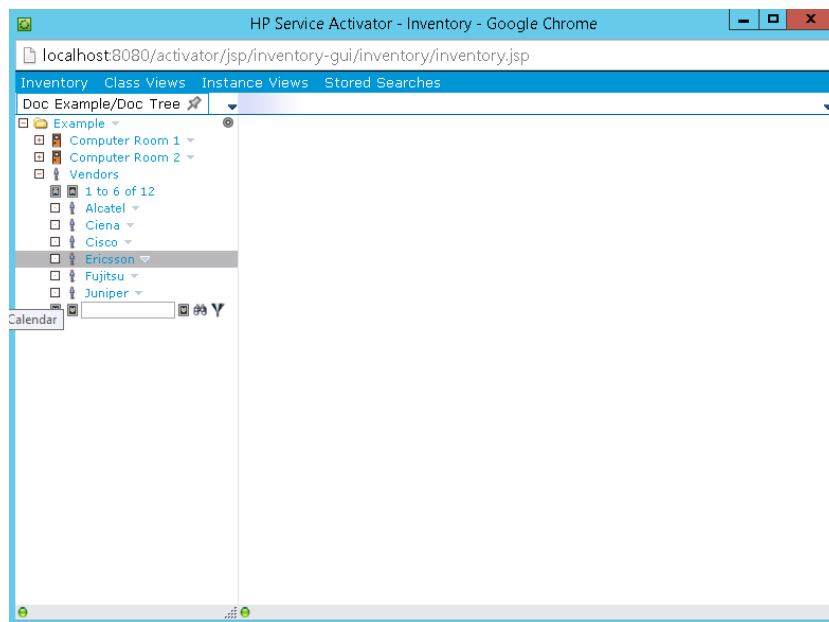 HP Service Activator - Inventory - Google Chrome
localhost:8080/activator/jsp/inventory-gui/inventory/inventory.jsp
Inventory Class Views Instance Views Stored Searches
Doc Example/Doc Tree
Example
Computer Room 1
Computer Room 2
Vendors
1 to 6 of 12
Alcatel
Ciena
Cisco
Ericsson
Fujitsu
Juniper
Calendar